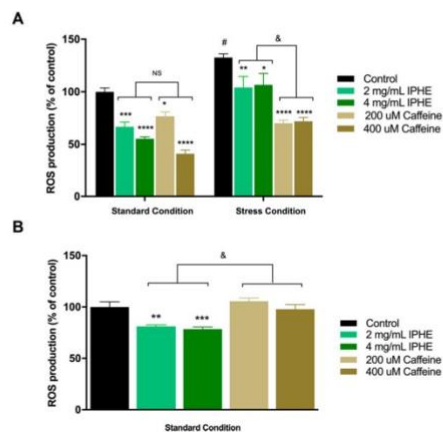 A
ROS production (% of control)
150
100
50
0
#
&
** *
NS
*
*** ****
****
**** ****
Standard Condition
Stress Condition
Control
2 mg/mL IPHE
4 mg/mL IPHE
200 uM Caffeine
400 uM Caffeine
B
ROS production (% of control)
150
100
50
0
&
** ***
Standard Condition
Control
2 mg/mL IPHE
4 mg/mL IPHE
200 uM Caffeine
400 uM Caffeine